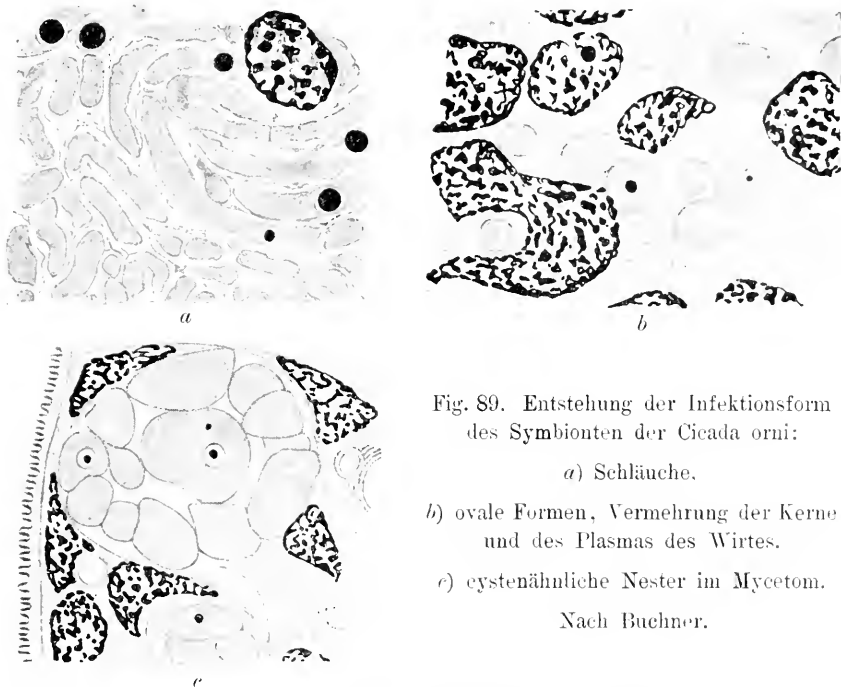 a
b
Fig. 89. Entstehung der Infektionsform
des Symbionten der Cicada orni:
a) Schläuche.
b) ovale Formen, Vermehrung der Kerne
und des Plasmas des Wirtes.
c) cystenähnliche Nester im Mycetom.
Nach Buchner.
c